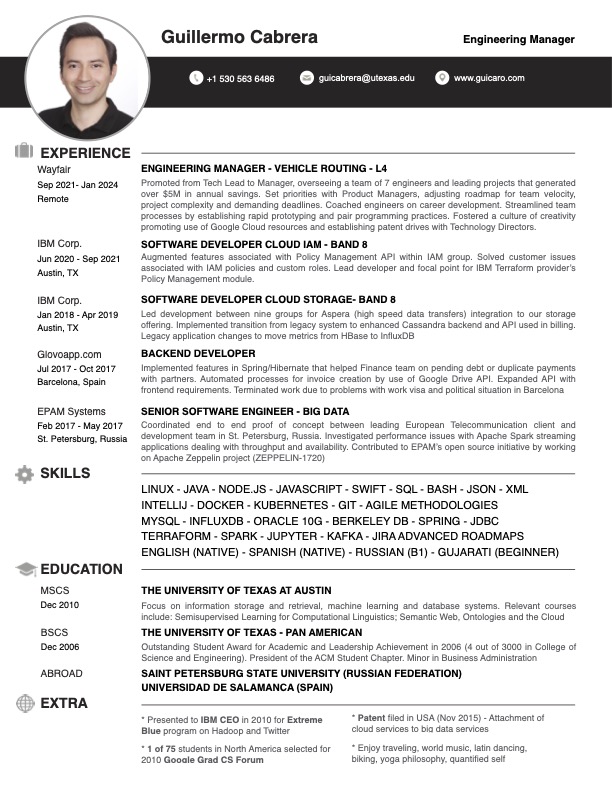 Guillermo Cabrera
Engineering Manager
+1 530 563 6486
guicabrera@utexas.edu
www.guicaro.com
EXPERIENCE
Wayfair
Sep 2021- Jan 2024
Remote
ENGINEERING MANAGER - VEHICLE ROUTING - L4
Promoted from Tech Lead to Manager, overseeing a team of 7 engineers and leading projects that generated
over $5M in annual savings. Set priorities with Product Managers, adjusting roadmap for team velocity,
project complexity and demanding deadlines. Coached engineers on career development. Streamlined team
processes by establishing rapid prototyping and pair programming practices. Fostered a culture of creativity
promoting use of Google Cloud resources and establishing patent drives with Technology Directors.
IBM Corp.
Jun 2020 - Sep 2021
Austin, TX
SOFTWARE DEVELOPER CLOUD IAM - BAND 8
Augmented features associated with Policy Management API within IAM group. Solved customer issues
associated with IAM policies and custom roles. Lead developer and focal point for IBM Terraform provider's
Policy Management module.
IBM Corp.
Jan 2018 - Apr 2019
Austin, TX
SOFTWARE DEVELOPER CLOUD STORAGE- BAND 8
Led development between nine groups for Aspera (high speed data transfers) integration to our storage
offering. Implemented transition from legacy system to enhanced Cassandra backend and API used in billing.
Legacy application changes to move metrics from HBase to InfluxDB
Glovoapp.com
Jul 2017 - Oct 2017
Barcelona, Spain
BACKEND DEVELOPER
Implemented features in Spring/Hibernate that helped Finance team on pending debt or duplicate payments
with partners. Automated processes for invoice creation by use of Google Drive API. Expanded API with
frontend requirements. Terminated work due to problems with work visa and political situation in Barcelona
EPAM Systems
Feb 2017 - May 2017
St. Petersburg, Russia
SENIOR SOFTWARE ENGINEER - BIG DATA
Coordinated end to end proof of concept between leading European Telecommunication client and
development team in St. Petersburg, Russia. Investigated performance issues with Apache Spark streaming
applications dealing with throughput and availability. Contributed to EPAM's open source initiative by working
on Apache Zeppelin project (ZEPPELIN-1720)
SKILLS
LINUX - JAVA - NODE.JS - JAVASCRIPT - SWIFT - SQL - BASH - JSON - XML
INTELLIJ - DOCKER - KUBERNETES - GIT - AGILE METHODOLOGIES
MYSQL - INFLUXDB - ORACLE 10G - BERKELEY DB - SPRING - JDBC
TERRAFORM - SPARK - JUPYTER - KAFKA - JIRA ADVANCED ROADMAPS
ENGLISH (NATIVE) - SPANISH (NATIVE) - RUSSIAN (B1) - GUJARATI (BEGINNER)
EDUCATION
MSCS
Dec 2010
THE UNIVERSITY OF TEXAS AT AUSTIN
Focus on information storage and retrieval, machine learning and database systems. Relevant courses
include: Semisupervised Learning for Computational Linguistics; Semantic Web, Ontologies and the Cloud
BSCS
Dec 2006
THE UNIVERSITY OF TEXAS - PAN AMERICAN
Outstanding Student Award for Academic and Leadership Achievement in 2006 (4 out of 3000 in College of
Science and Engineering). President of the ACM Student Chapter. Minor in Business Administration
ABROAD
SAINT PETERSBURG STATE UNIVERSITY (RUSSIAN FEDERATION)
UNIVERSIDAD DE SALAMANCA (SPAIN)
EXTRA
* Presented to IBM CEO in 2010 for Extreme
Blue program on Hadoop and Twitter
* 1 of 75 students in North America selected for
2010 Google Grad CS Forum
* Patent filed in USA (Nov 2015) - Attachment of
cloud services to big data services
* Enjoy traveling, world music, latin dancing,
biking, yoga philosophy, quantified self